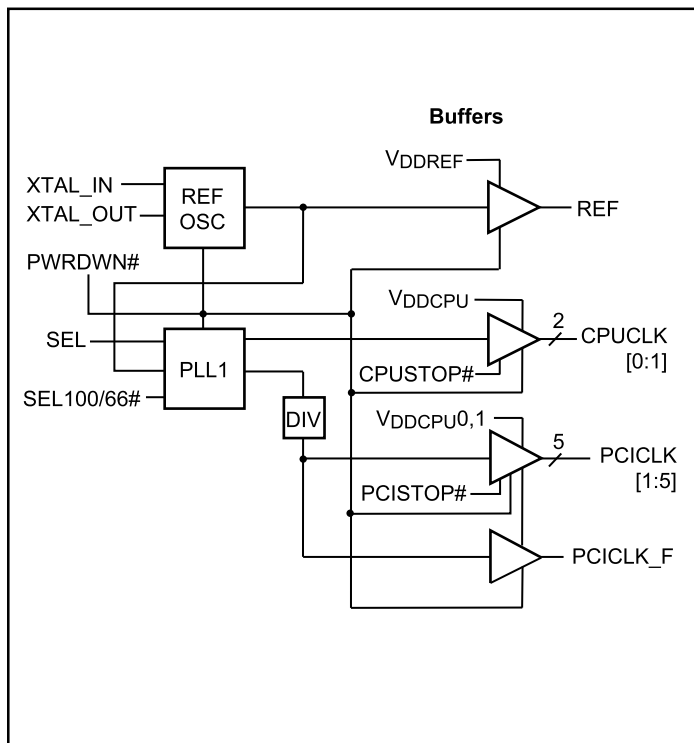 Buffers
VDDREF
XTAL_IN
XTAL_OUT
REF
OSC
REF
PWRDWN#
VDDCPU
SEL
PLL1
2
CPUCLK
[0:1]
CPUSTOP#
SEL100/66#
DIV
VDDCPU0,1
5
PCICLK
[1:5]
PCISTOP#
PCICLK_F